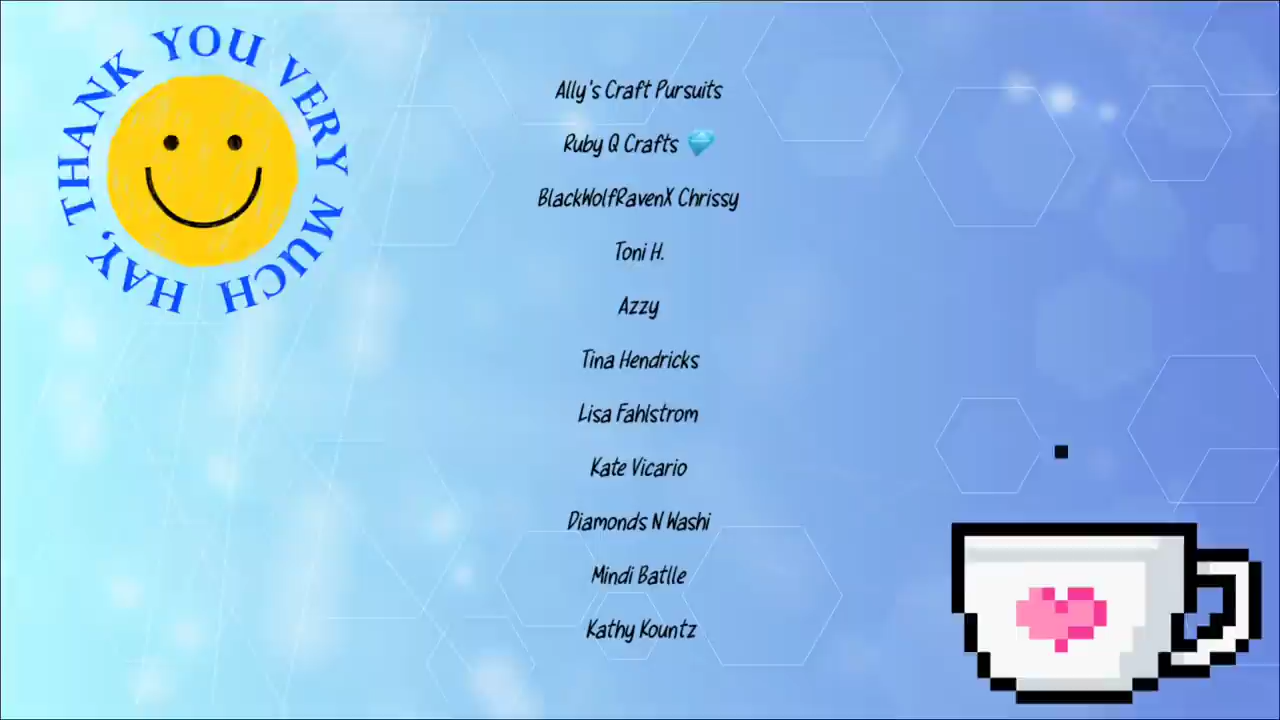 HAY, THANK YOU VERY MUCH
Ally's Craft Pursuits
Ruby Q Crafts 💎
BlackWolfRavenX Chrissy
Toni H.
Azzy
Tina Hendricks
Lisa Fahlstrom
Kate Vicario
Diamonds N Washi
Mindi Batlle
Kathy Kountz